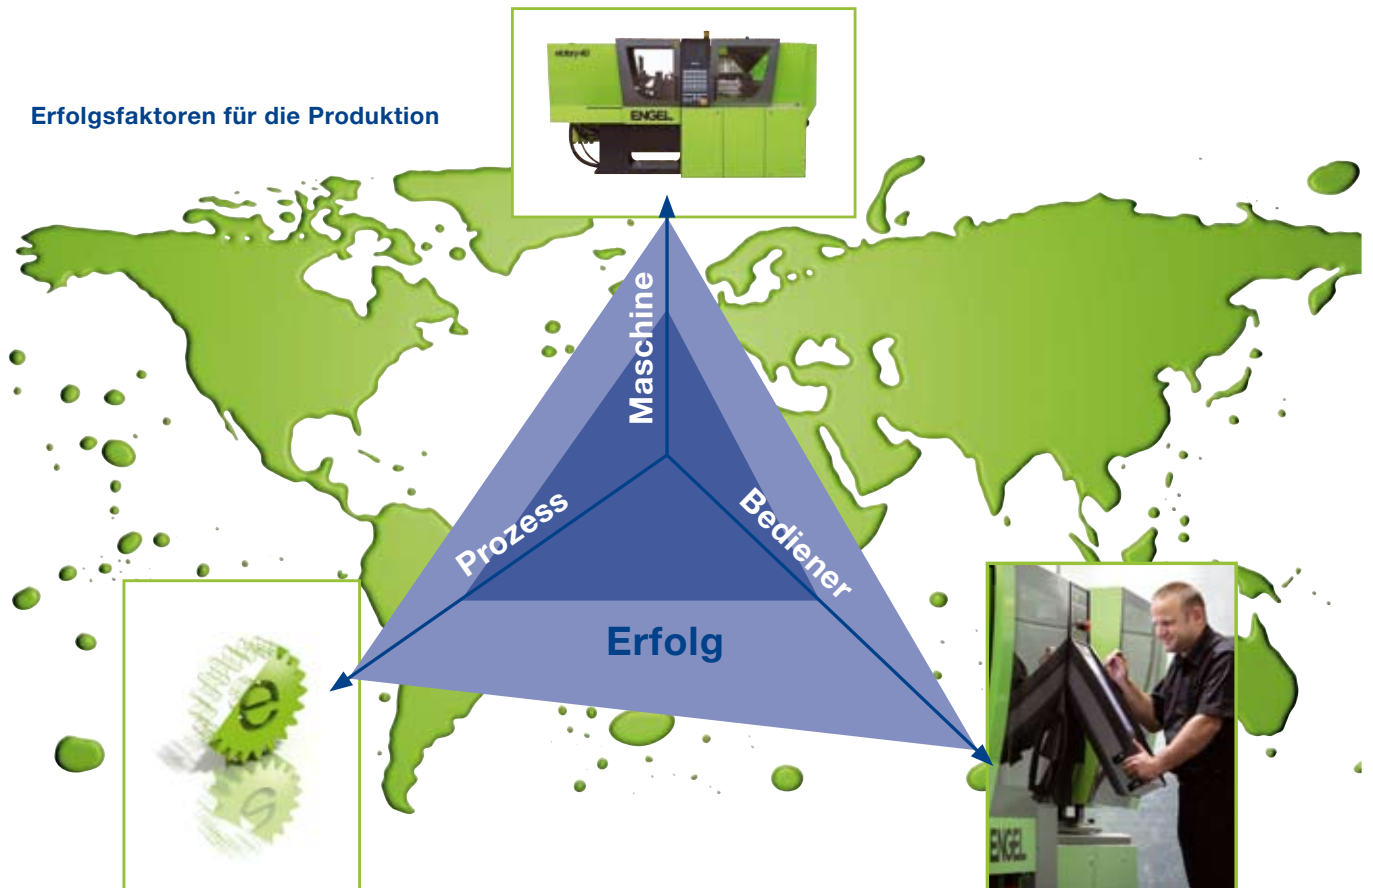 Erfolgsfaktoren für die Produktion
ENGEL
Maschine
Prozess
Bediener
Erfolg
e
ENGEL